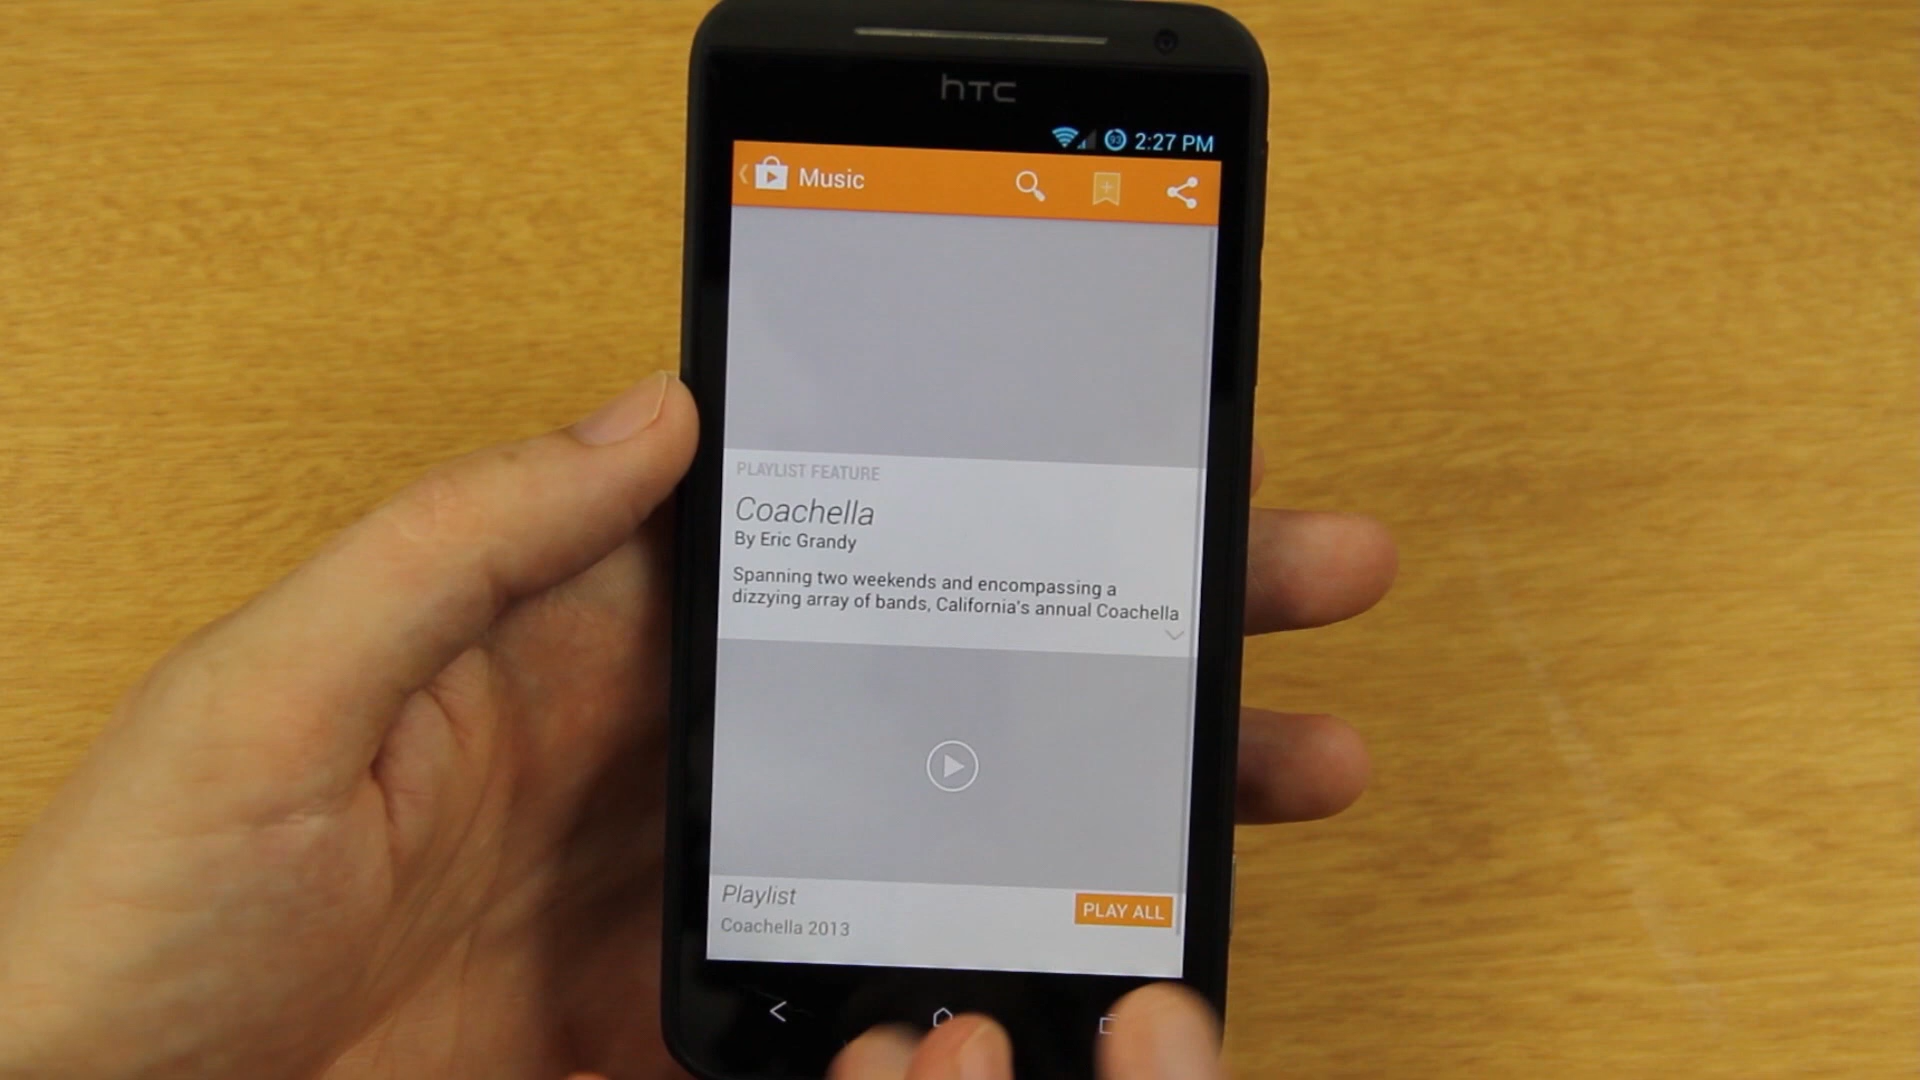 hTC
93 2:27 PM
Music
PLAYLIST FEATURE
Coachella
By Eric Grandy
Spanning two weekends and encompassing a
dizzying array of bands, California's annual Coachella
Playlist
PLAY ALL
Coachella 2013